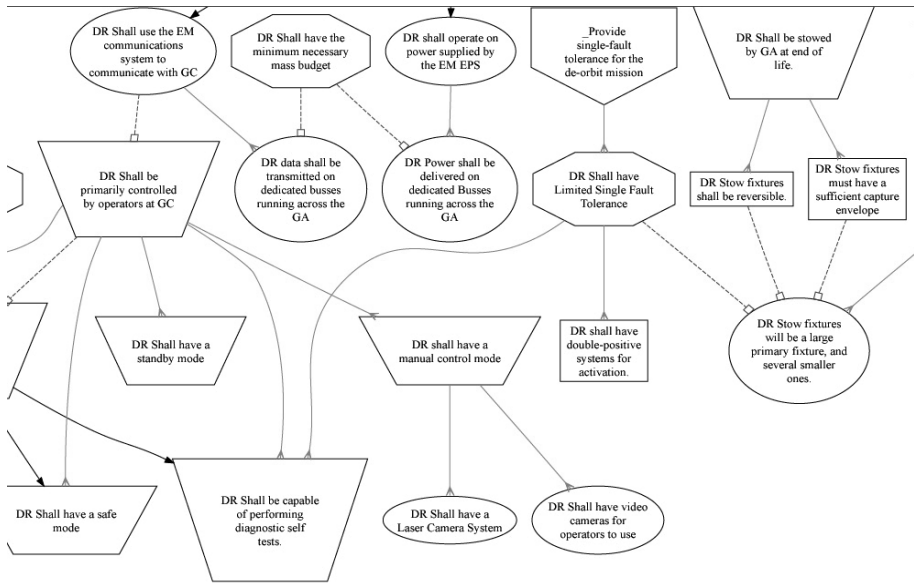 DR Shall use the EM
communications
system to
communicate with GC
DR Shall have the
minimum necessary
mass budget
DR shall operate on
power supplied by
the EM EPS
_Provide
single-fault
tolerance for the
de-orbit mission
DR Shall be stowed
by GA at end of
life.
DR Shall be
primarily controlled
by operators at GC
DR data shall be
transmitted on
dedicated busses
running across the
GA
DR Power shall be
delivered on
dedicated Busses
running across the
GA
DR Shall have
Limited Single Fault
Tolerance
DR Stow fixtures
shall be reversible.
DR Stow fixtures
must have a
sufficient capture
envelope
DR Shall have a
standby mode
DR shall have a
manual control mode
DR shall have
double-positive
systems for
activation.
DR Stow fixtures
will be a large
primary fixture, and
several smaller
ones.
DR Shall have a safe
mode
DR Shall be capable
of performing
diagnostic self
tests.
DR Shall have a
Laser Camera System
DR Shall have video
cameras for
operators to use